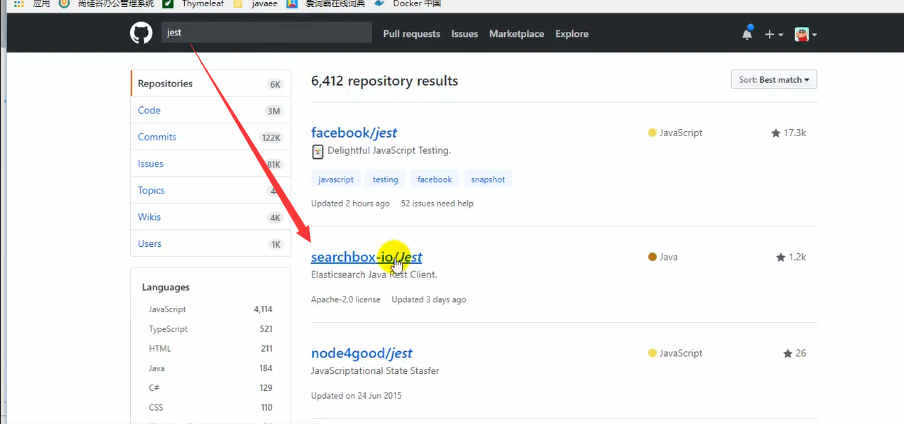 应用 尚硅谷办公管理系统 Thymeleaf javaee 爱词霸在线词典 Docker 中国
jest Pull requests Issues Marketplace Explore
Repositories 6K
Code 3M
Commits 122K
Issues 81K
Topics
Wikis 4K
Users 1K
Languages
JavaScript 4,114
TypeScript 521
HTML 211
Java 184
C# 129
CSS 110
6,412 repository results Sort: Best match
facebook/jest JavaScript 17.3k
Delightful JavaScript Testing.
javascript testing facebook snapshot
Updated 2 hours ago 52 issues need help
searchbox-io/Jest Java 1.2k
Elasticsearch Java Rest Client.
Apache-2.0 license Updated 3 days ago
node4good/jest JavaScript 26
JavaScriptational State Stasfer
Updated on 24 Jun 2015